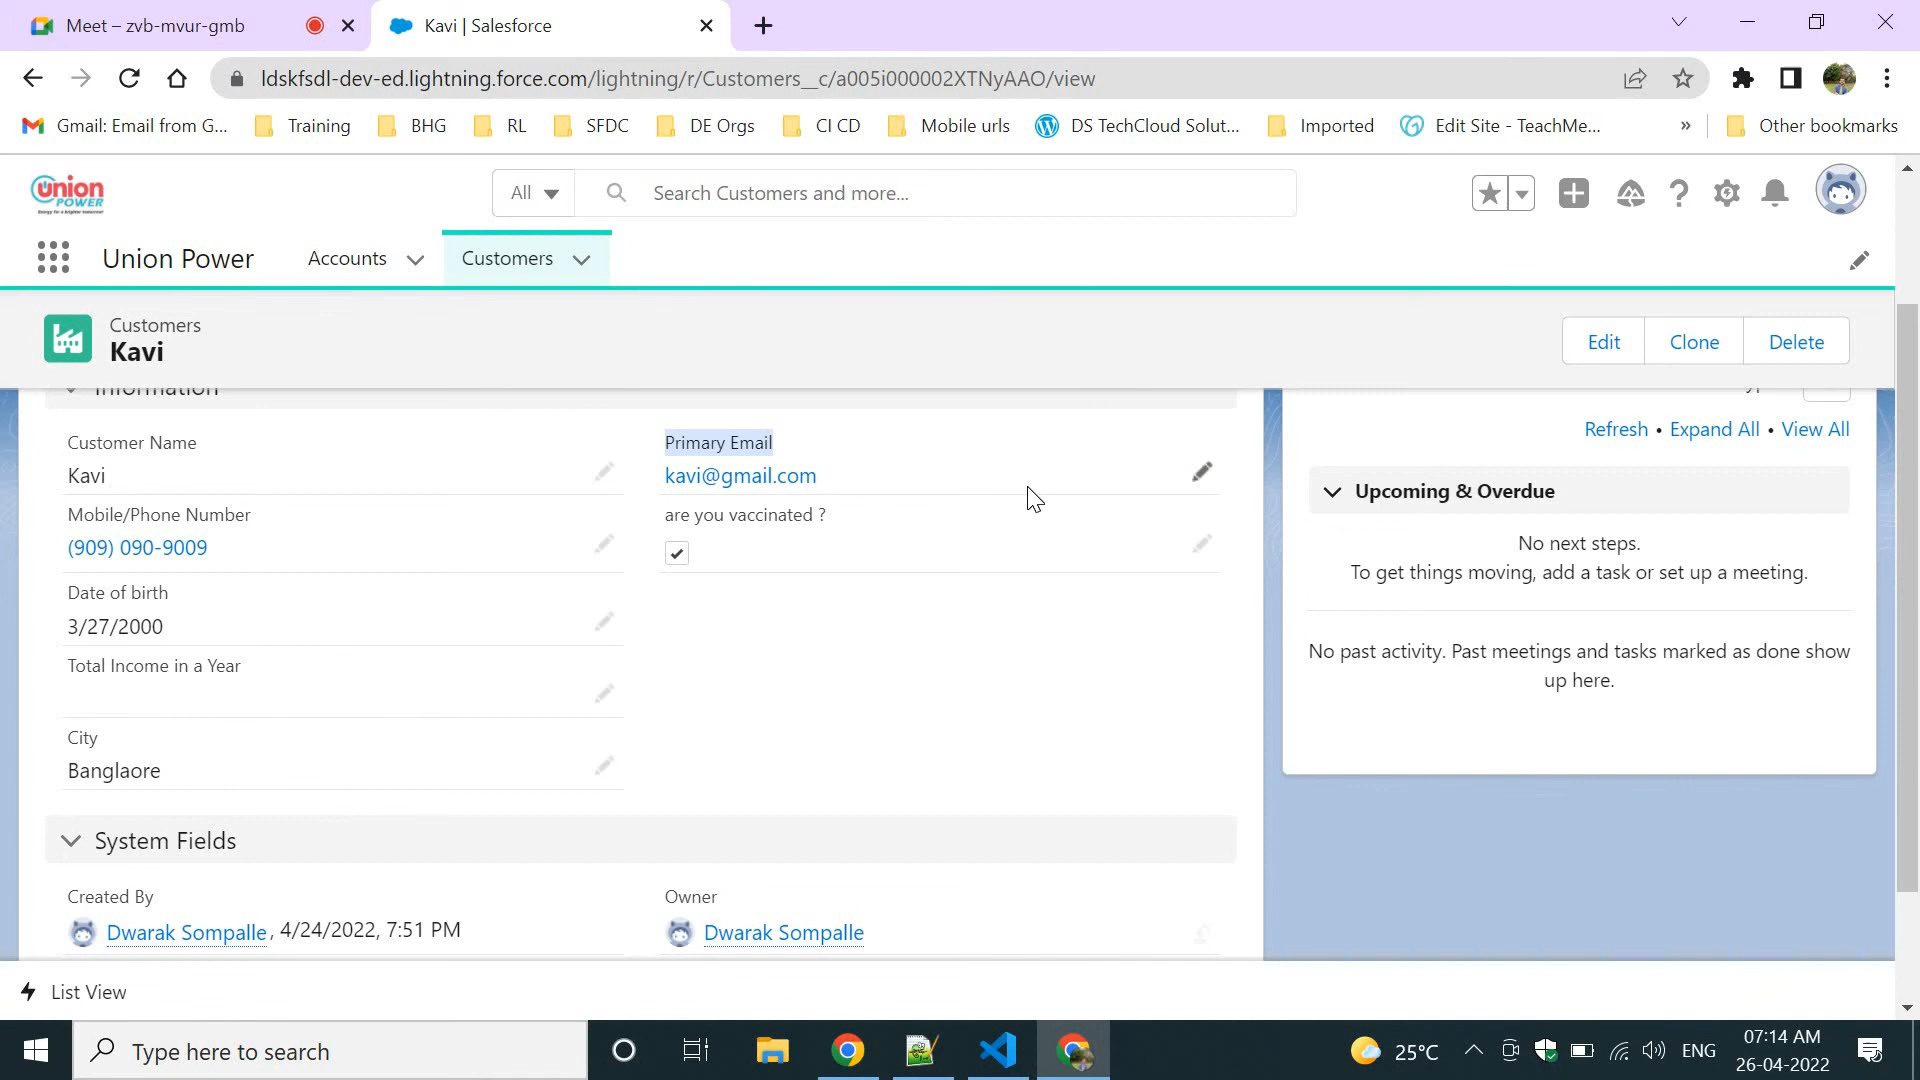 Meet – zvb-mvur-gmb
Kavi | Salesforce
ldskfsdl-dev-ed.lightning.force.com/lightning/r/Customers__c/a005i000002XTNyAAO/view
Gmail: Email from G...
Training
BHG
RL
SFDC
DE Orgs
CI CD
Mobile urls
DS TechCloud Solut...
Imported
Edit Site - TeachMe...
»
Other bookmarks
Union
POWER
All
Search Customers and more...
Union Power
Accounts
Customers
Customers
Kavi
Edit
Clone
Delete
Information
Customer Name
Kavi
Primary Email
kavi@gmail.com
Mobile/Phone Number
(909) 090-9009
are you vaccinated ?
Date of birth
3/27/2000
Total Income in a Year
City
Banglaore
System Fields
Created By
Dwarak Sompalle, 4/24/2022, 7:51 PM
Owner
Dwarak Sompalle
Refresh • Expand All • View All
Upcoming & Overdue
No next steps.
To get things moving, add a task or set up a meeting.
No past activity. Past meetings and tasks marked as done show
up here.
List View
Type here to search
25°C
ENG
07:14 AM
26-04-2022